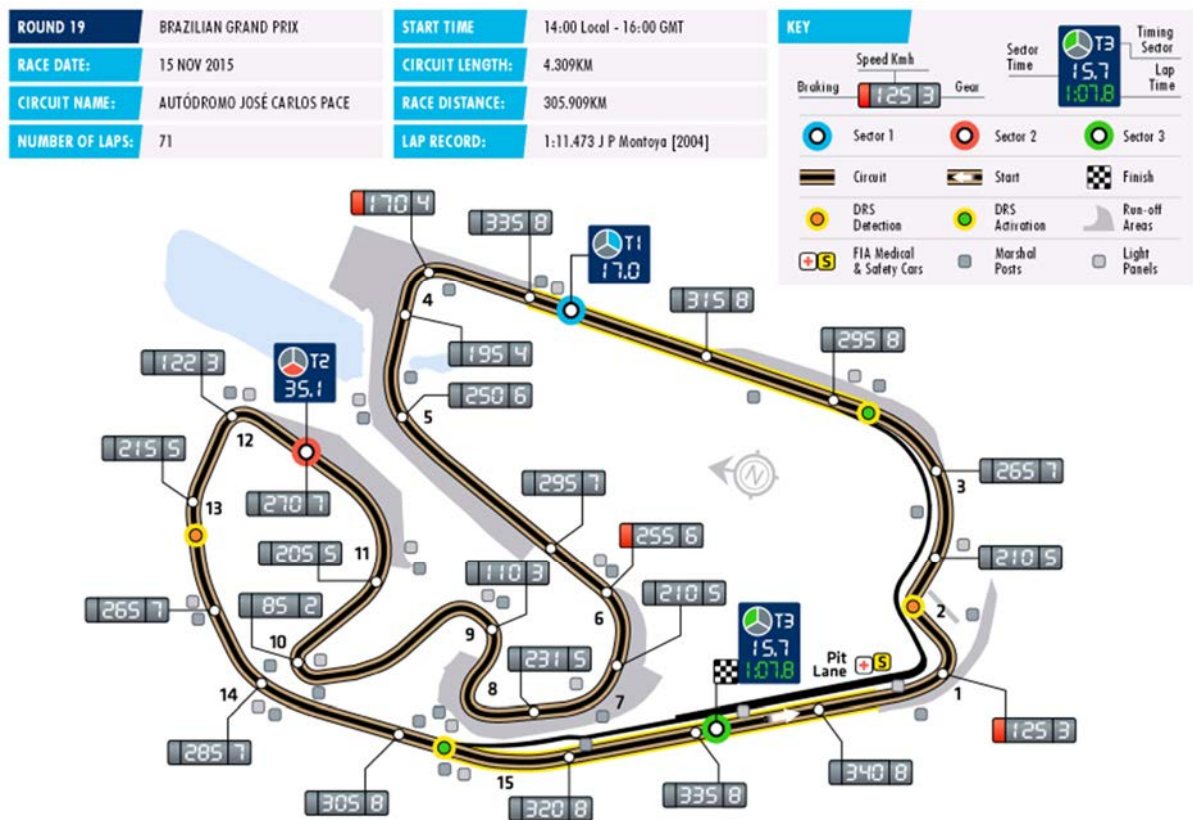 ROUND 19 BRAZILIAN GRAND PRIX
RACE DATE: 15 NOV 2015
CIRCUIT NAME: AUTÓDROMO JOSÉ CARLOS PACE
NUMBER OF LAPS: 71
START TIME 14:00 Local - 16:00 GMT
CIRCUIT LENGTH: 4.309KM
RACE DISTANCE: 305.909KM
LAP RECORD: 1:11.473 J P Montoya [2004]
KEY
Speed Kmh
Braking 125 3 Gear
Sector Time
T3
15.7
1:07.8
Timing Sector
Lap Time
Sector 1
Sector 2
Sector 3
Circuit
Start
Finish
DRS Detection
DRS Activation
Run-off Areas
+ S
FIA Medical & Safety Cars
Marshal Posts
Light Panels
170 4
335 8
T1
17.0
4
315 8
295 8
195 4
122 3
T2
35.1
250 6
5
12
215 5
270 7
13
295 7
N
265 7
3
255 6
205 5
11
110 3
210 5
210 5
265 7
85 2
10
9
6
2
T3
15.7
1:07.8
231 5
8
7
Pit Lane
+ S
1
14
125 3
285 7
15
305 8
320 8
335 8
340 8